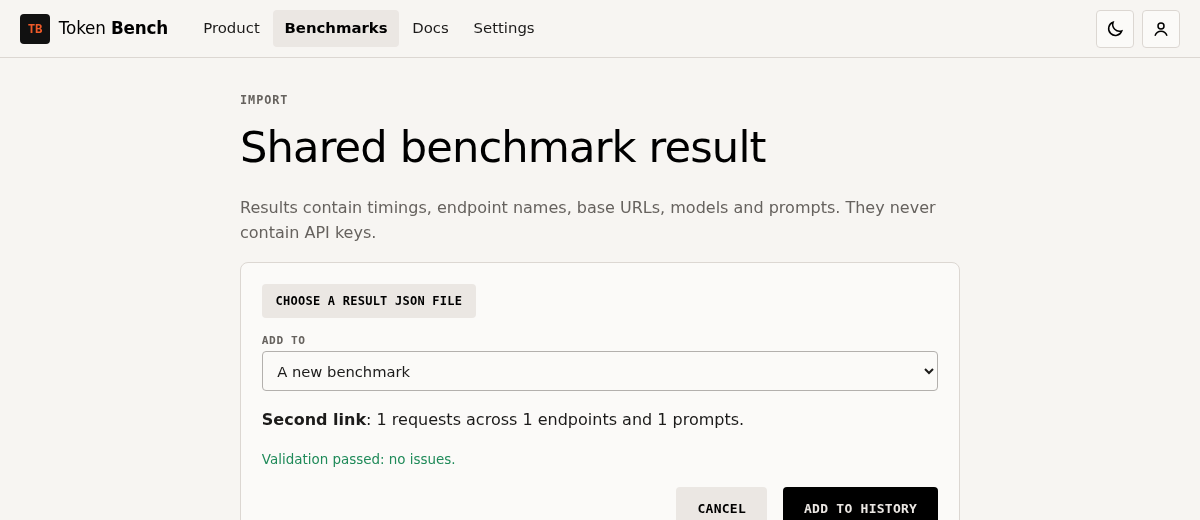 TB Token Bench Product Benchmarks Docs Settings
IMPORT
Shared benchmark result
Results contain timings, endpoint names, base URLs, models and prompts. They never
contain API keys.
CHOOSE A RESULT JSON FILE
ADD TO
A new benchmark
Second link: 1 requests across 1 endpoints and 1 prompts.
Validation passed: no issues.
CANCEL ADD TO HISTORY